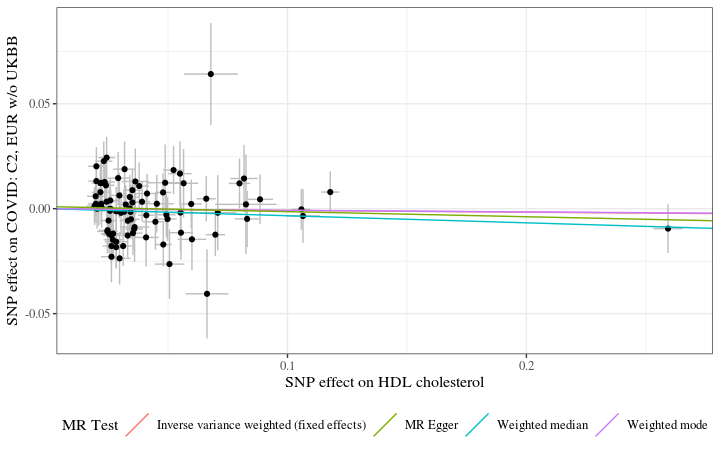 SNP effect on COVID: C2, EUR w/o UKBB
0.05
0.00
-0.05
0.1
0.2
SNP effect on HDL cholesterol
MR Test
Inverse variance weighted (fixed effects)
MR Egger
Weighted median
Weighted mode